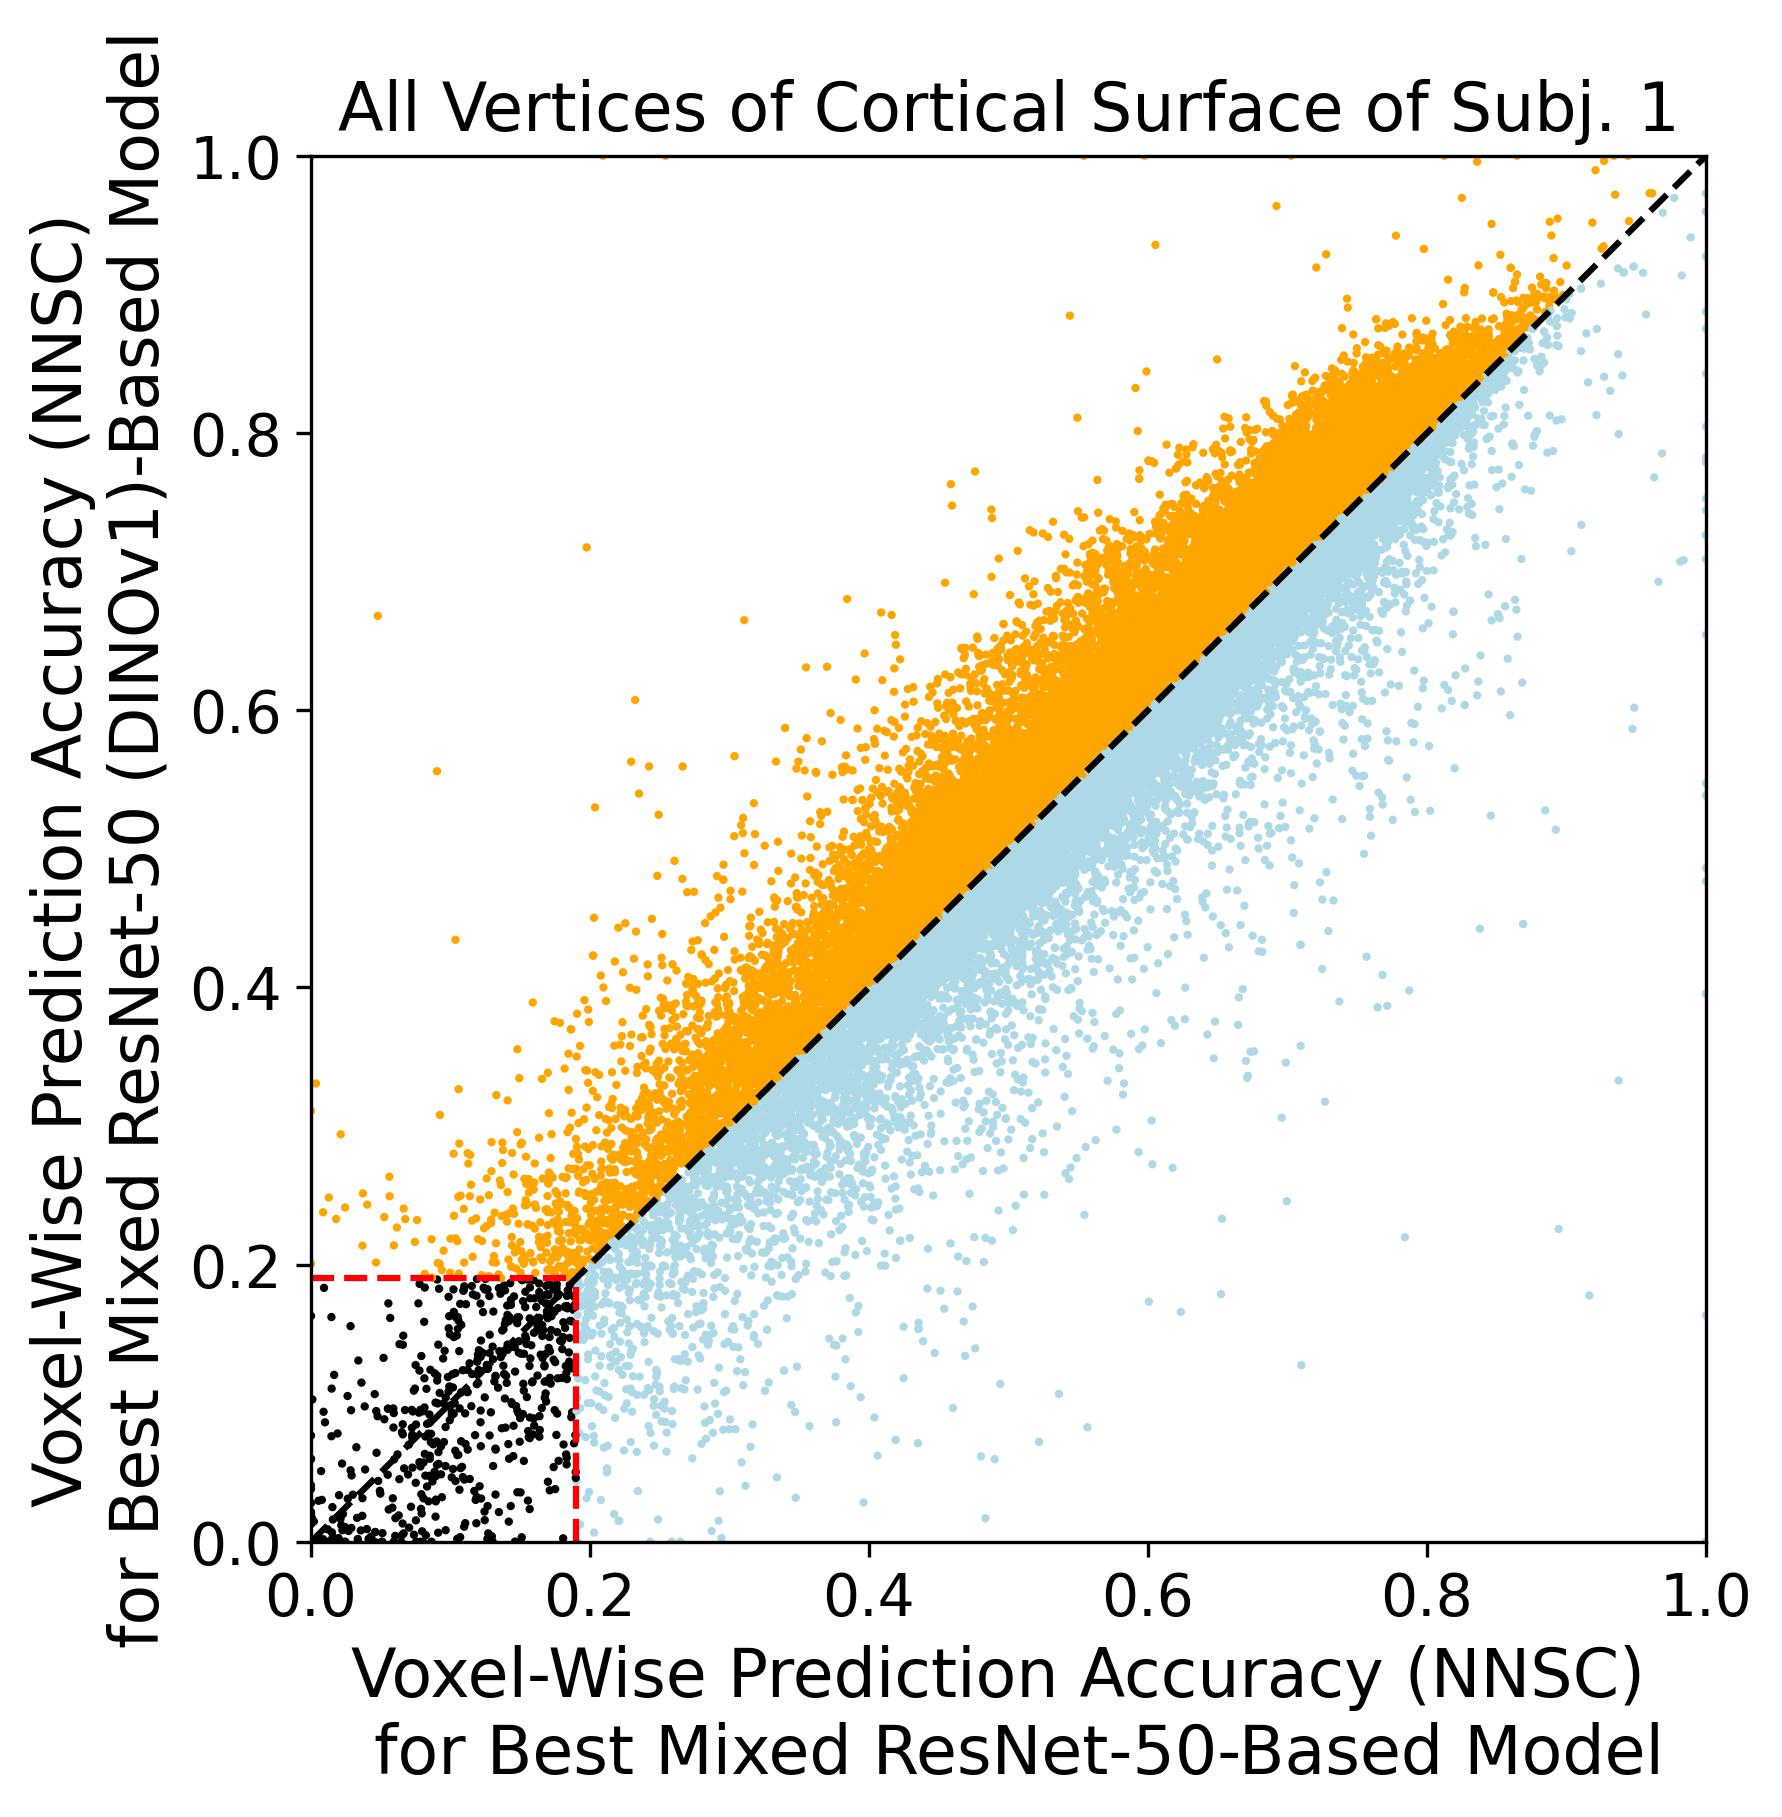 All Vertices of Cortical Surface of Subj. 1
Voxel-Wise Prediction Accuracy (NNSC)
for Best Mixed ResNet-50 (DINOv1)-Based Model
1.0
0.8
0.6
0.4
0.2
0.0
0.0 0.2 0.4 0.6 0.8 1.0
Voxel-Wise Prediction Accuracy (NNSC)
for Best Mixed ResNet-50-Based Model